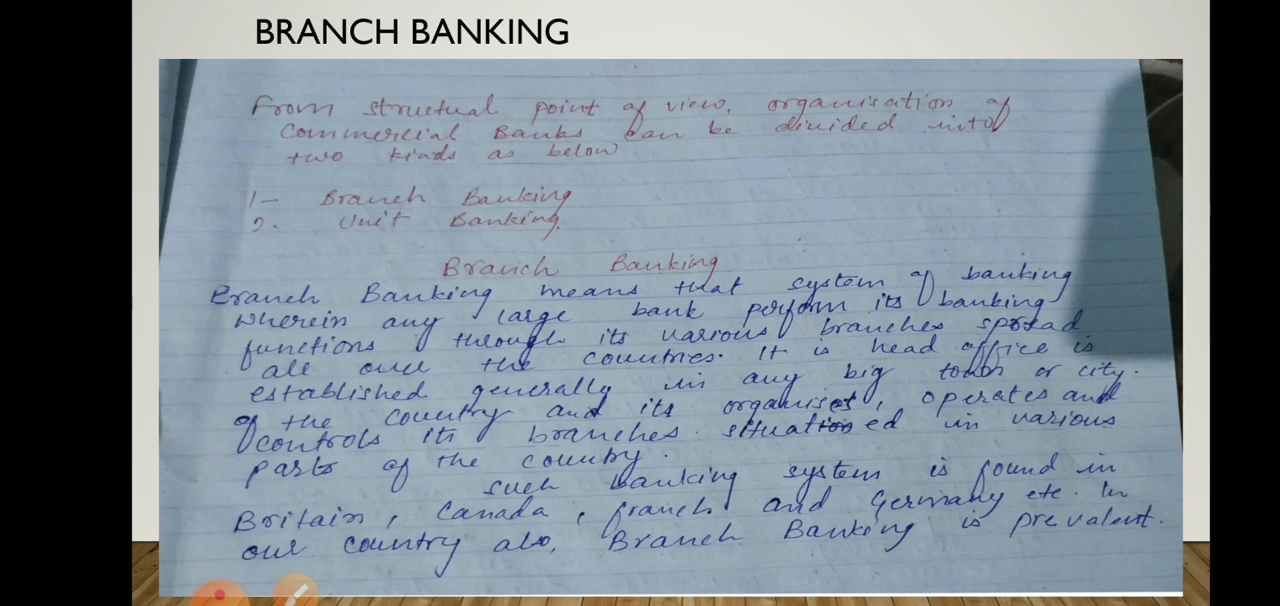 BRANCH BANKING
From structual point of view, organisation of
Commercial Banks can be divided into
two kinds as below
1- Branch Banking
2. Unit Banking.
Branch Banking
Branch Banking means that system of banking
wherein any large bank perform its banking
functions through its various branches spread
all over the countries. It is head office is
established generally in any big town or city.
of the country and its organises, operates and
controls its branches situationed in various
parts of the country.
such banking system is found in
Britain, Canada, franch and Germany etc. In
our country also, Branch Banking is prevalent.